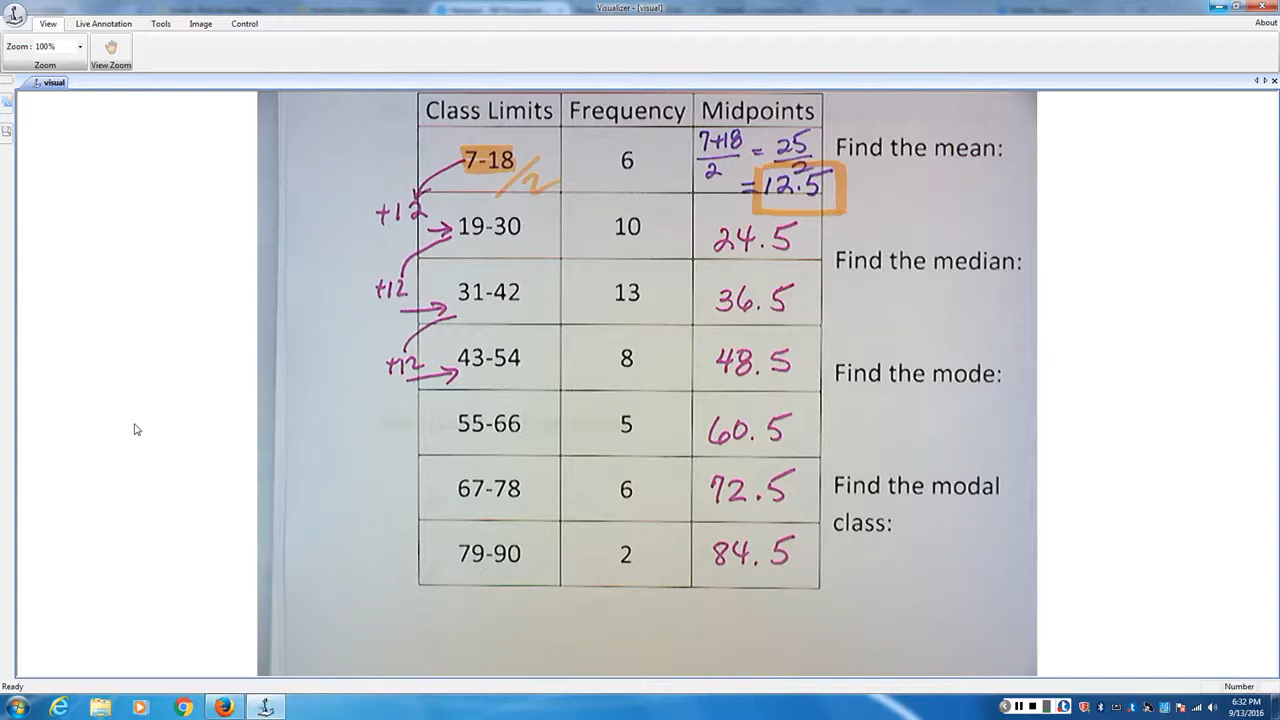 Visualizer - [visual]
View Live Annotation Tools Image Control
About
Zoom : 100%
View Zoom
Zoom
visual
Class Limits Frequency Midpoints
7-18 6 7+18/2 = 25/2
= 12.5
/2
+12
19-30 10 24.5
+12
31-42 13 36.5
+12
43-54 8 48.5
55-66 5 60.5
67-78 6 72.5
79-90 2 84.5
Find the mean:
Find the median:
Find the mode:
Find the modal
class:
Ready
Number
6:32 PM
9/13/2016